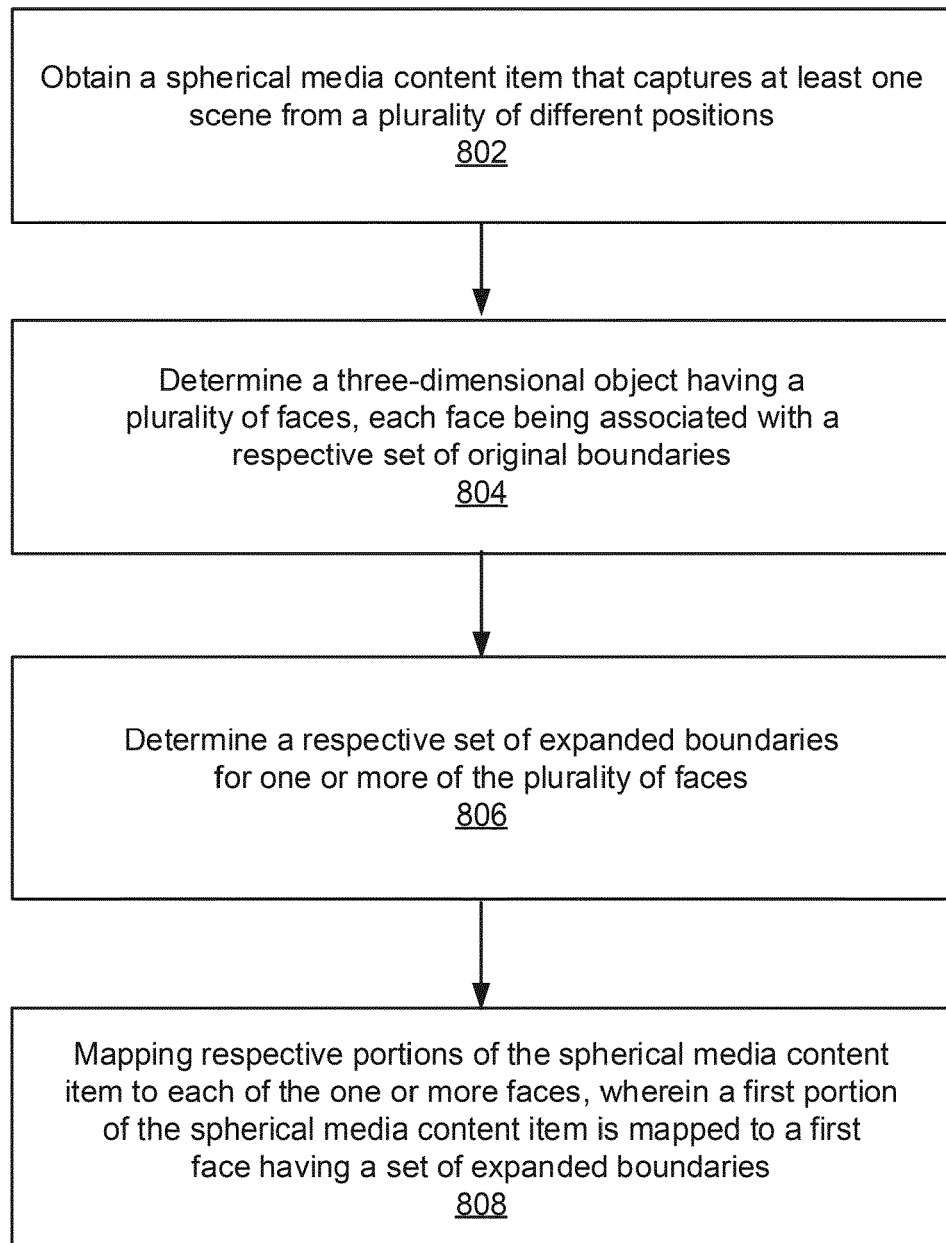 Obtain a spherical media content item that captures at least one
scene from a plurality of different positions
802
Determine a three-dimensional object having a
plurality of faces, each face being associated with a
respective set of original boundaries
804
Determine a respective set of expanded boundaries
for one or more of the plurality of faces
806
Mapping respective portions of the spherical media content
item to each of the one or more faces, wherein a first portion
of the spherical media content item is mapped to a first
face having a set of expanded boundaries
808